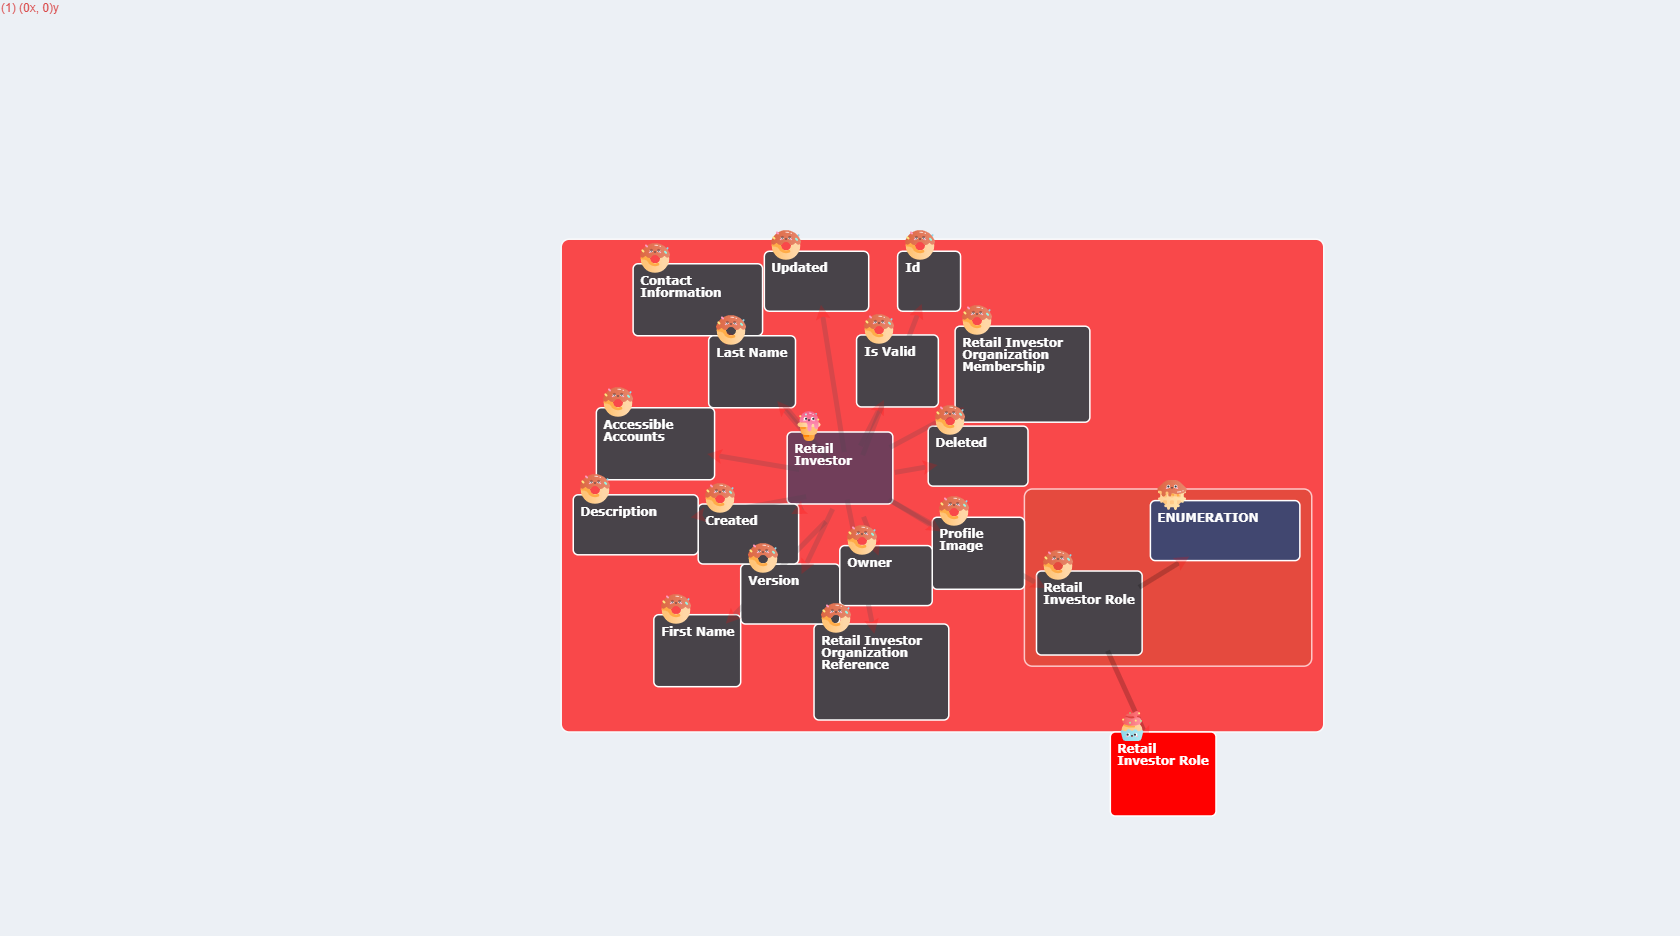 (1) (0x, 0)y
Updated
Id
Contact
Information
Retail Investor
Organization
Membership
Last Name
Is Valid
Accessible
Accounts
Deleted
Retail
Investor
Description
Created
ENUMERATION
Profile
Image
Owner
Version
Retail
Investor Role
First Name
Retail Investor
Organization
Reference
Retail
Investor Role